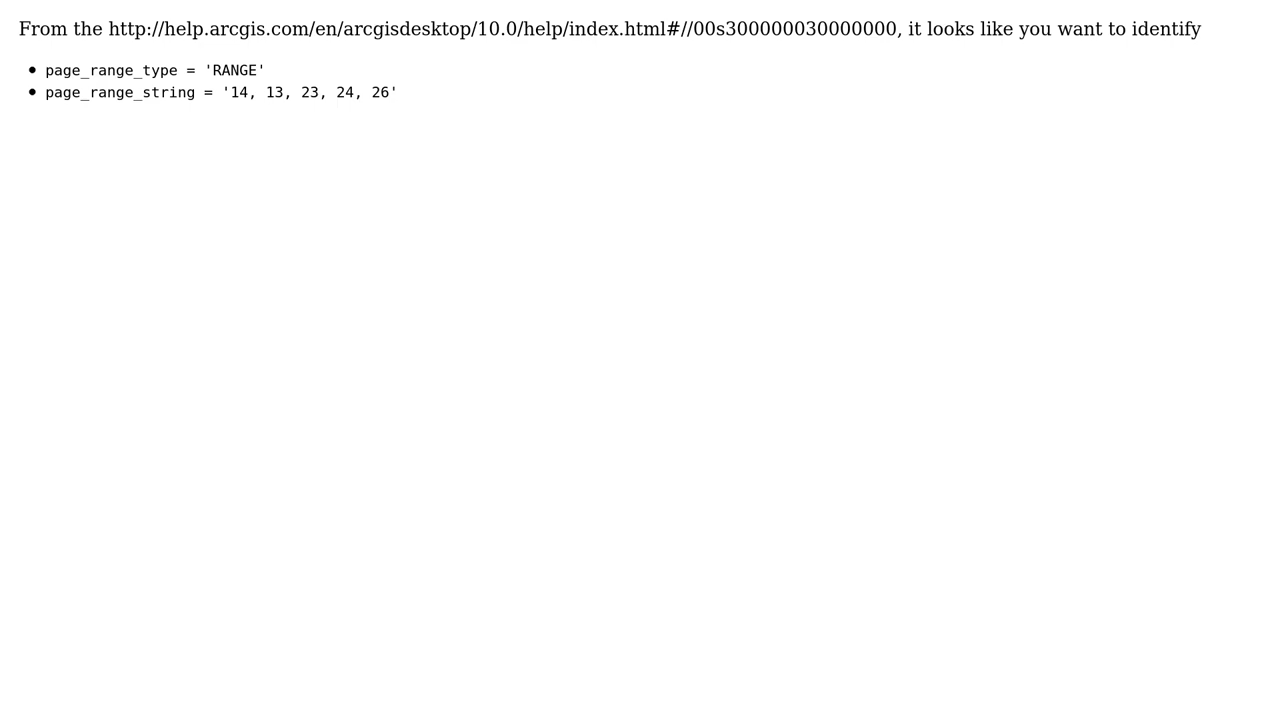 From the http://help.arcgis.com/en/arcgisdesktop/10.0/help/index.html#//00s300000030000000, it looks like you want to identify
• page_range_type = 'RANGE'
• page_range_string = '14, 13, 23, 24, 26'